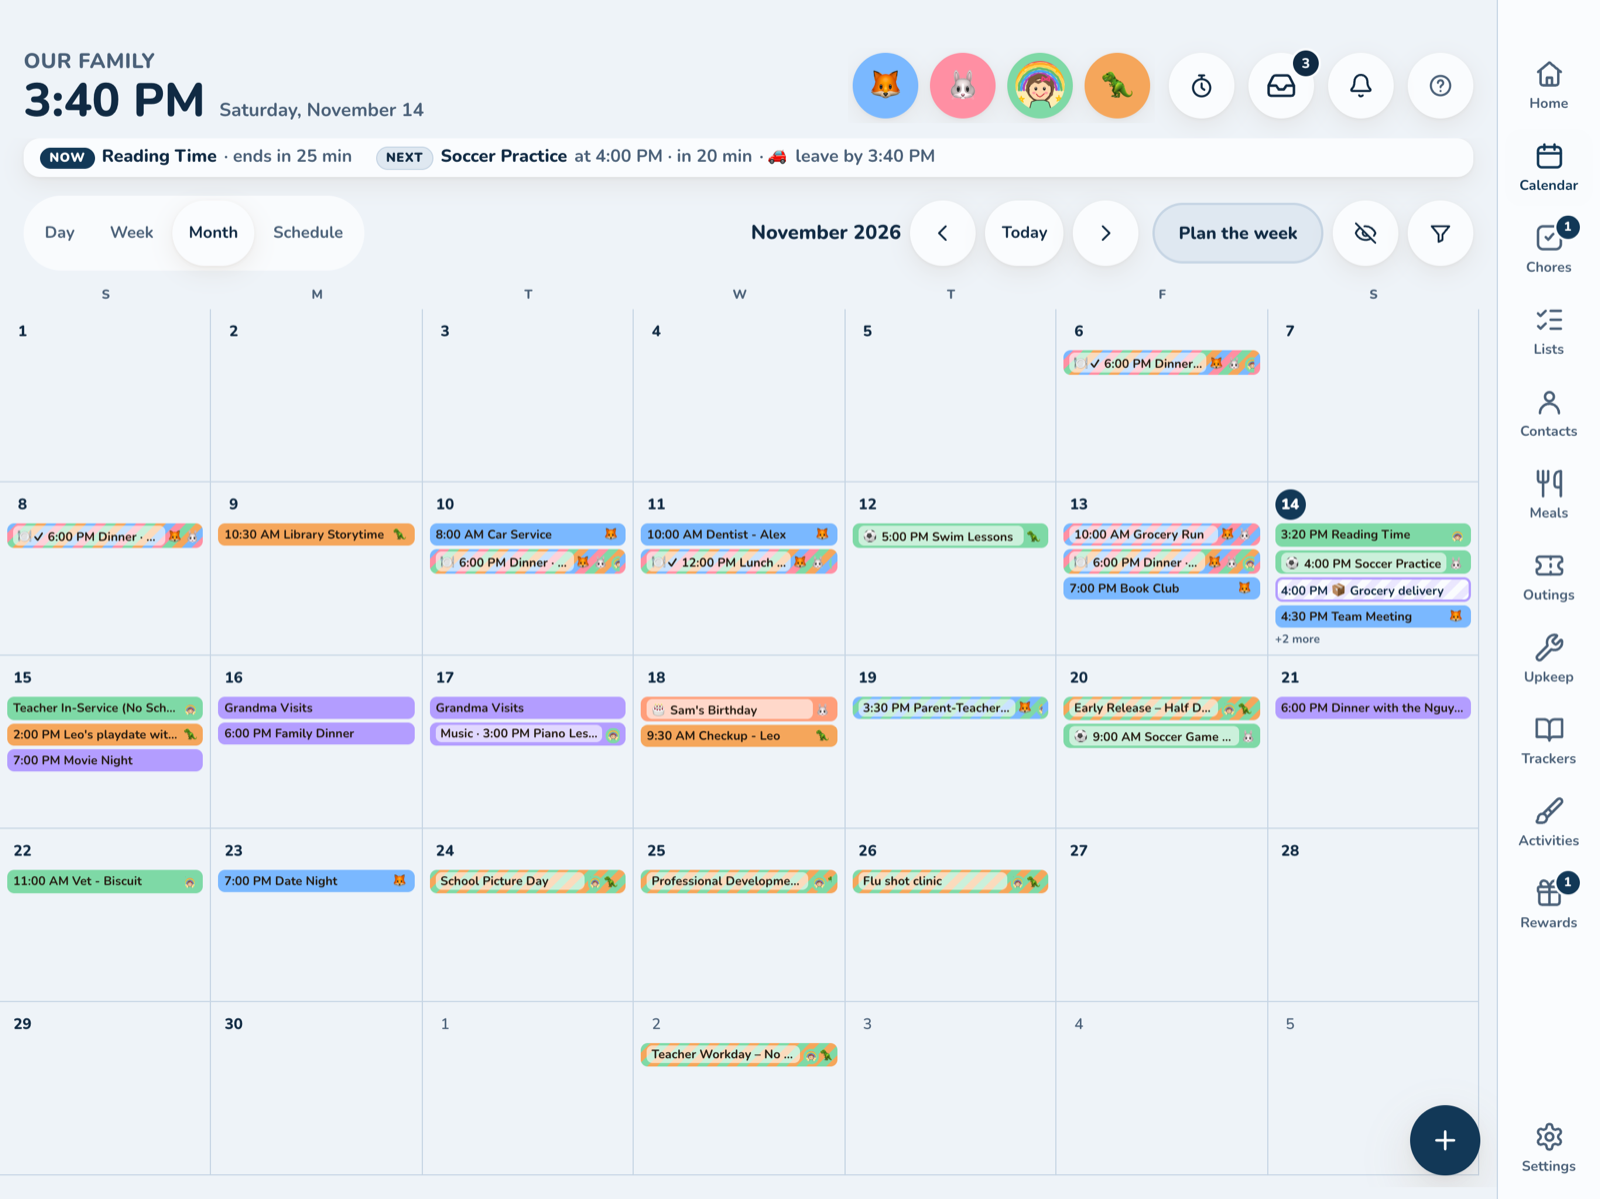 OUR FAMILY
3:40 PM Saturday, November 14
3
NOW Reading Time · ends in 25 min NEXT Soccer Practice at 4:00 PM · in 20 min · 🚗 leave by 3:40 PM
Day Week Month Schedule
November 2026 Today Plan the week
S M T W T F S
1 2 3 4 5 6 7
✓ 6:00 PM Dinner...
8 9 10 11 12 13 14
✓ 6:00 PM Dinner · ...
10:30 AM Library Storytime
8:00 AM Car Service
6:00 PM Dinner · ...
10:00 AM Dentist - Alex
✓ 12:00 PM Lunch ...
5:00 PM Swim Lessons
10:00 AM Grocery Run
6:00 PM Dinner ·...
7:00 PM Book Club
3:20 PM Reading Time
4:00 PM Soccer Practice
4:00 PM 📦 Grocery delivery
4:30 PM Team Meeting
+2 more
15 16 17 18 19 20 21
Teacher In-Service (No Sch...
2:00 PM Leo's playdate wit...
7:00 PM Movie Night
Grandma Visits
6:00 PM Family Dinner
Grandma Visits
Music · 3:00 PM Piano Les...
Sam's Birthday
9:30 AM Checkup - Leo
3:30 PM Parent-Teacher...
Early Release – Half D...
9:00 AM Soccer Game ...
6:00 PM Dinner with the Nguy...
22 23 24 25 26 27 28
11:00 AM Vet - Biscuit
7:00 PM Date Night
School Picture Day
Professional Developme...
Flu shot clinic
29 30 1 2 3 4 5
Teacher Workday – No ...
Home
Calendar
1
Chores
Lists
Contacts
Meals
Outings
Upkeep
Trackers
Activities
1
Rewards
Settings